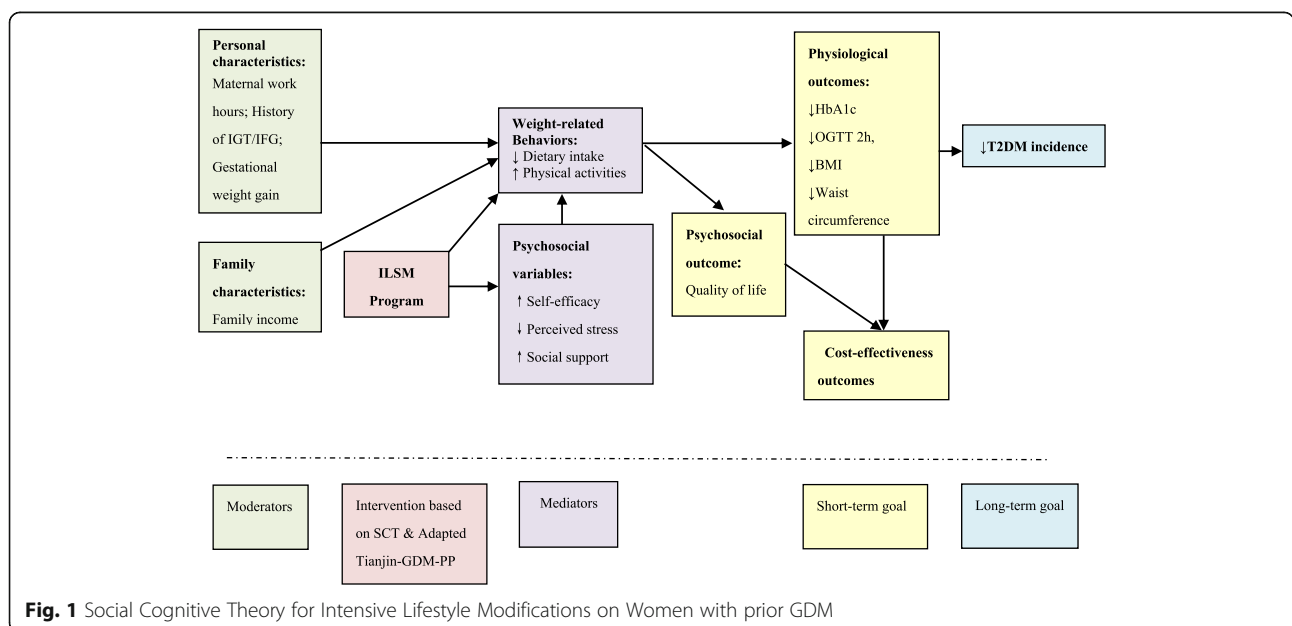 Personal
characteristics:
Maternal work
hours; History
of IGT/IFG;
Gestational
weight gain
Family
characteristics:
Family income
ILSM
Program
Weight-related
Behaviors:
↓ Dietary intake
↑ Physical activities
Psychosocial
variables:
↑ Self-efficacy
↓ Perceived stress
↑ Social support
Psychosocial
outcome:
Quality of life
Physiological
outcomes:
↓HbA1c
↓OGTT 2h,
↓BMI
↓Waist
circumference
Cost-effectiveness
outcomes
↓T2DM incidence
Moderators
Intervention based
on SCT & Adapted
Tianjin-GDM-PP
Mediators
Short-term goal
Long-term goal
Fig. 1 Social Cognitive Theory for Intensive Lifestyle Modifications on Women with prior GDM